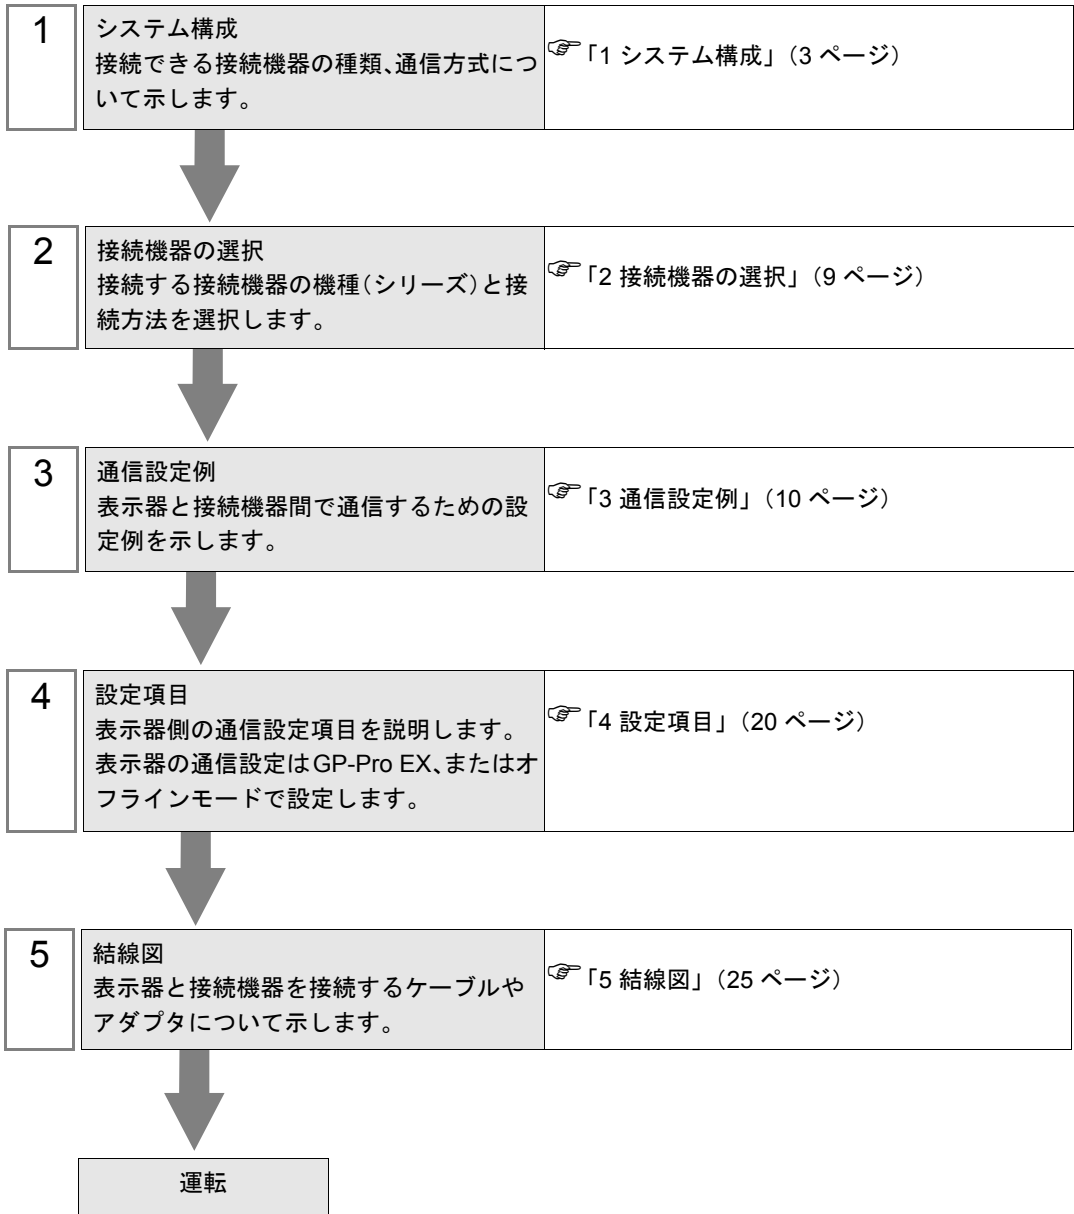 1
システム構成
接続できる接続機器の種類、通信方式につ
いて示します。
☞「1 システム構成」（3 ページ）
2
接続機器の選択
接続する接続機器の機種（シリーズ）と接
続方法を選択します。
☞「2 接続機器の選択」（9 ページ）
3
通信設定例
表示器と接続機器間で通信するための設
定例を示します。
☞「3 通信設定例」（10 ページ）
4
設定項目
表示器側の通信設定項目を説明します。
表示器の通信設定はGP-Pro EX、またはオ
フラインモードで設定します。
☞「4 設定項目」（20 ページ）
5
結線図
表示器と接続機器を接続するケーブルや
アダプタについて示します。
☞「5 結線図」（25 ページ）
運転